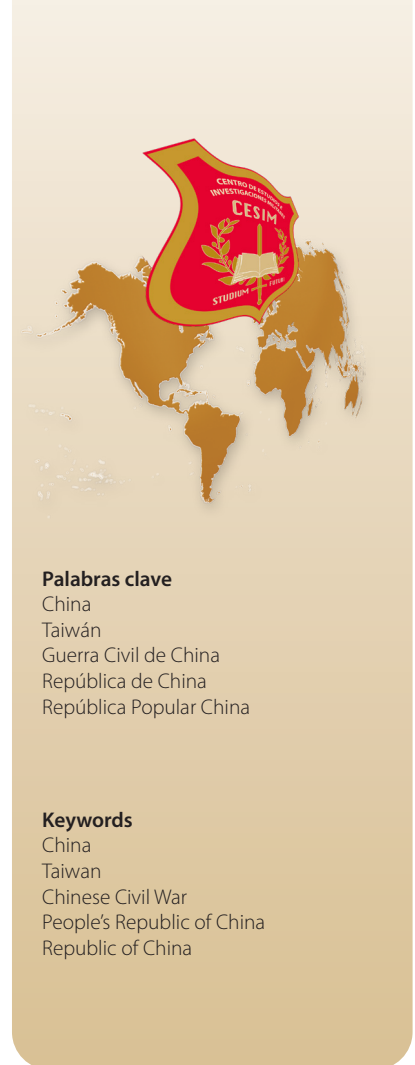 CENTRO DE ESTUDIOS E
INVESTIGACIONES MILITARES
CESIM
STUDIUM FUTURI
Palabras clave
China
Taiwán
Guerra Civil de China
República de China
República Popular China
Keywords
China
Taiwan
Chinese Civil War
People’s Republic of China
Republic of China